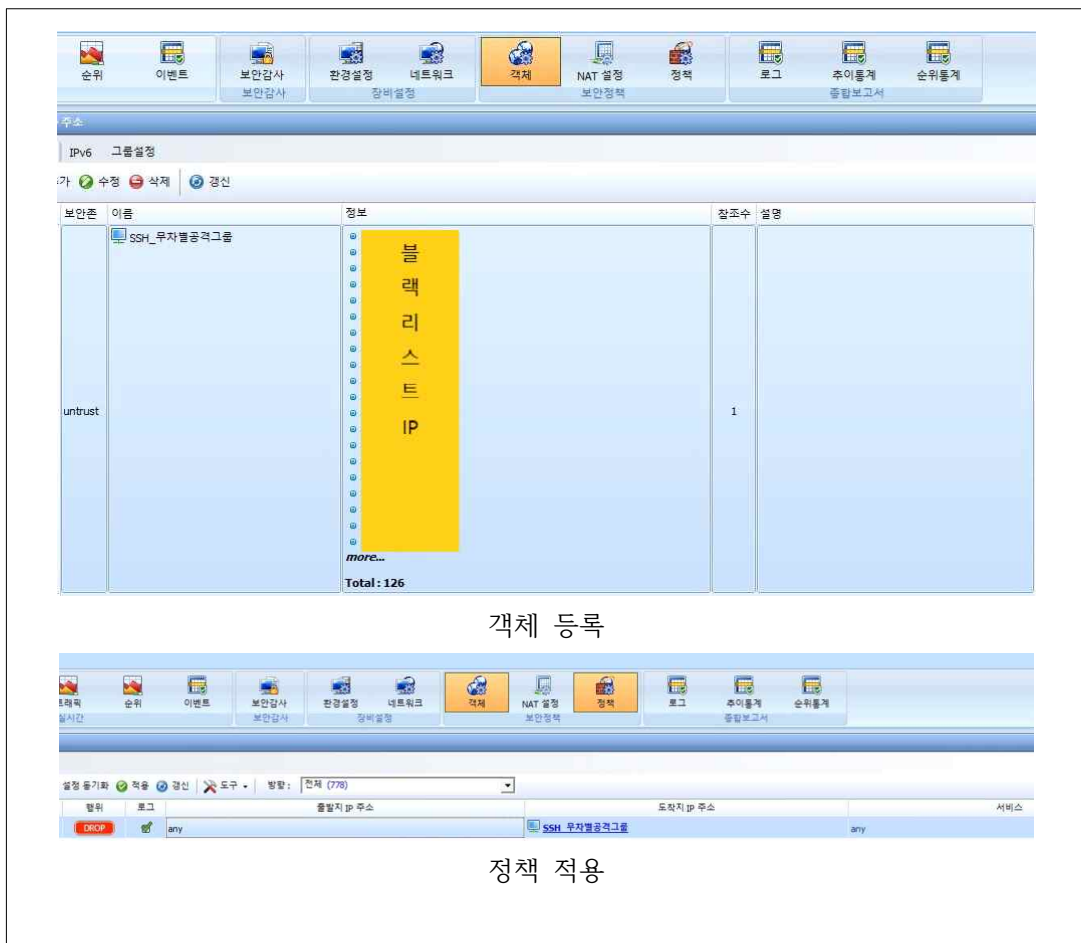 순위 이벤트 보안감사 환경설정 네트워크 객체 NAT 설정 정책 로그 추이통계 순위통계
보안감사 장비설정 보안정책 종합보고서
주소
IPv6 그룹설정
수정 삭제 갱신
보안존 이름 정보 참조수 설명
SSH_무차별공격그룹
블
랙
리
스
트
untrust 1
IP
more...
Total : 126
객체 등록
순위 이벤트 보안감사 환경설정 네트워크 객체 NAT 설정 정책 로그 추이통계 순위통계
실시간 보안감사 장비설정 보안정책 종합보고서
설정 동기화 적용 갱신 도구 방향 : 전체 (778)
행위 로그 출발지 IP 주소 도착지 IP 주소 서비스
DROP any SSH_무차별공격그룹 any
정책 적용